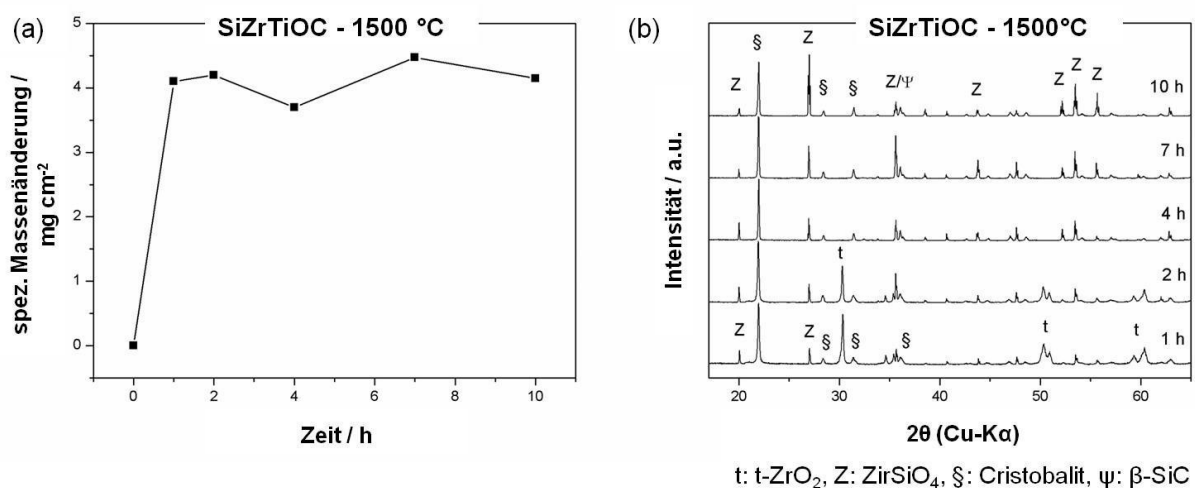 (a)
SiZrTiOC - 1500 °C
spez. Massenänderung /
mg cm⁻²
5
4
3
2
1
0
0 2 4 6 8 10
Zeit / h
(b)
SiZrTiOC - 1500°C
Intensität / a.u.
Z § Z § § Z/Ψ Z Z Z Z 10 h
7 h
4 h
t 2 h
Z Z § § § t t 1 h
20 30 40 50 60
2θ (Cu-Kα)
t: t-ZrO₂, Z: ZirSiO₄, §: Cristobalit, ψ: β-SiC